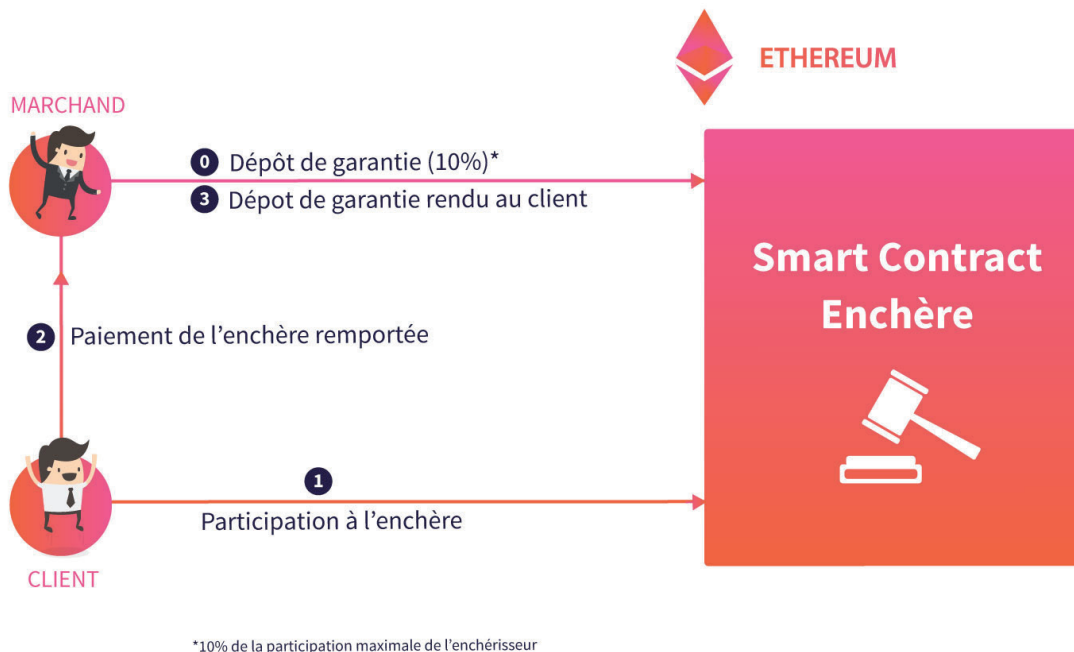 ETHEREUM
MARCHAND
0 Dépôt de garantie (10%)*
3 Dépot de garantie rendu au client
Smart Contract
Enchère
2 Paiement de l'enchère remportée
1
Participation à l'enchère
CLIENT
*10% de la participation maximale de l'enchérisseur